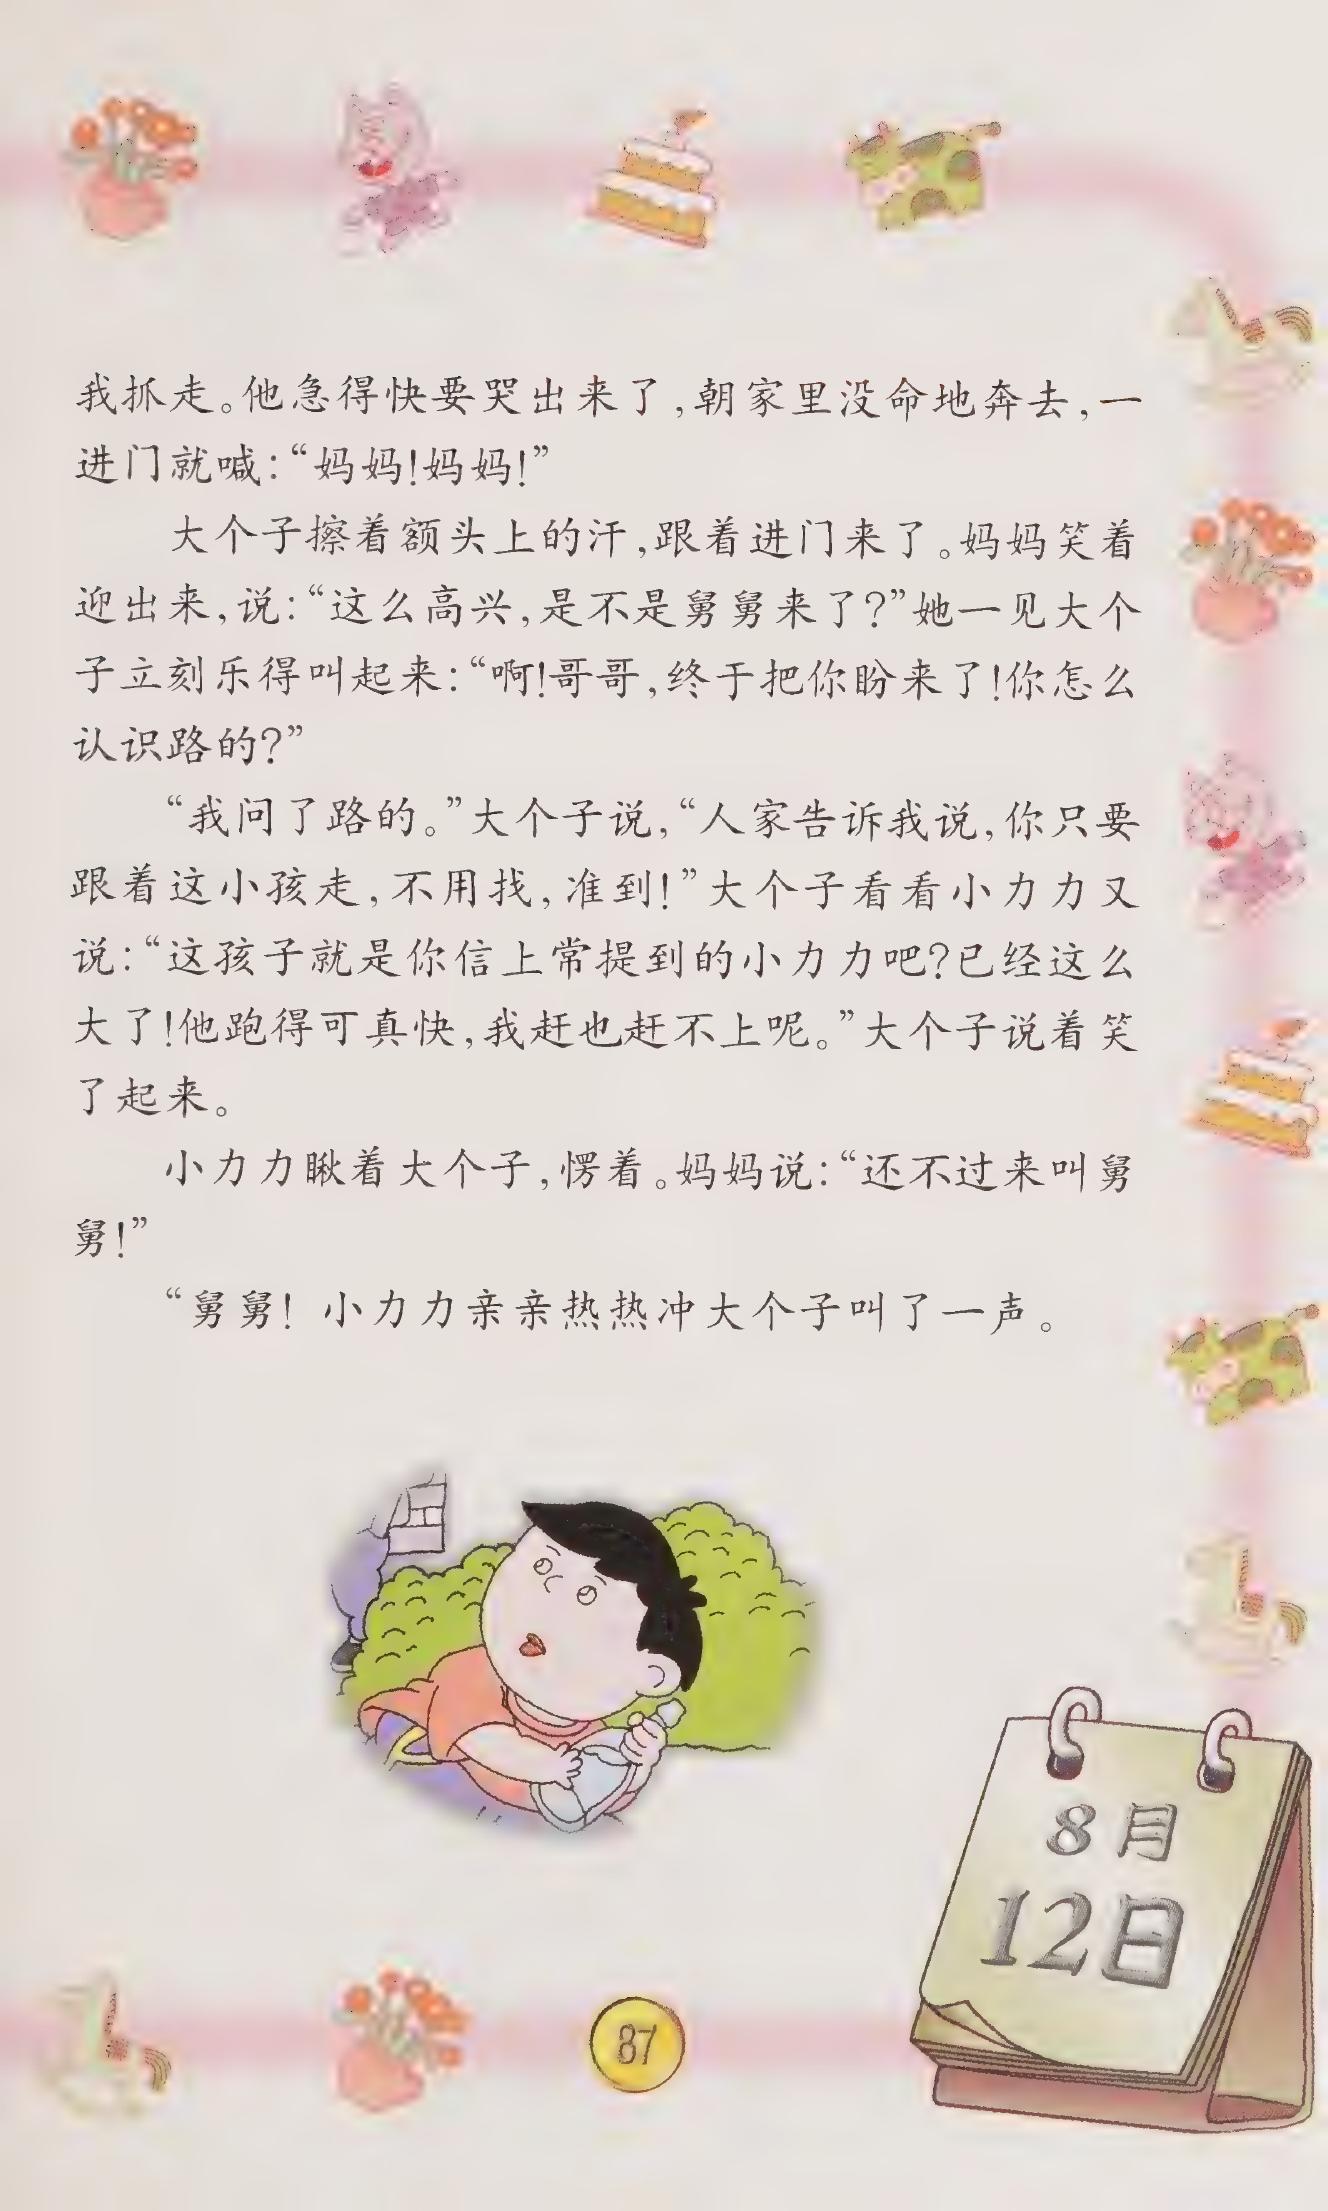 我抓走。他急得快要哭出来了，朝家里没命地奔去，一
进门就喊：“妈妈！妈妈！”
大个子擦着额头上的汗，跟着进门来了。妈妈笑着
迎出来，说：“这么高兴，是不是舅舅来了？”她一见大个
子立刻乐得叫起来：“啊！哥哥，终于把你盼来了！你怎么
认识路的？”
“我问了路的。”大个子说，“人家告诉我说，你只要
跟着这小孩走，不用找，准到！”大个子看看小力力又
说：“这孩子就是你信上常提到的小力力吧？已经这么
大了！他跑得可真快，我赶也赶不上呢。”大个子说着笑
了起来。
小力力瞅着大个子，愣着。妈妈说：“还不过来叫舅
舅！”
“舅舅！ 小力力亲亲热热冲大个子叫了一声。
8月
12日
87